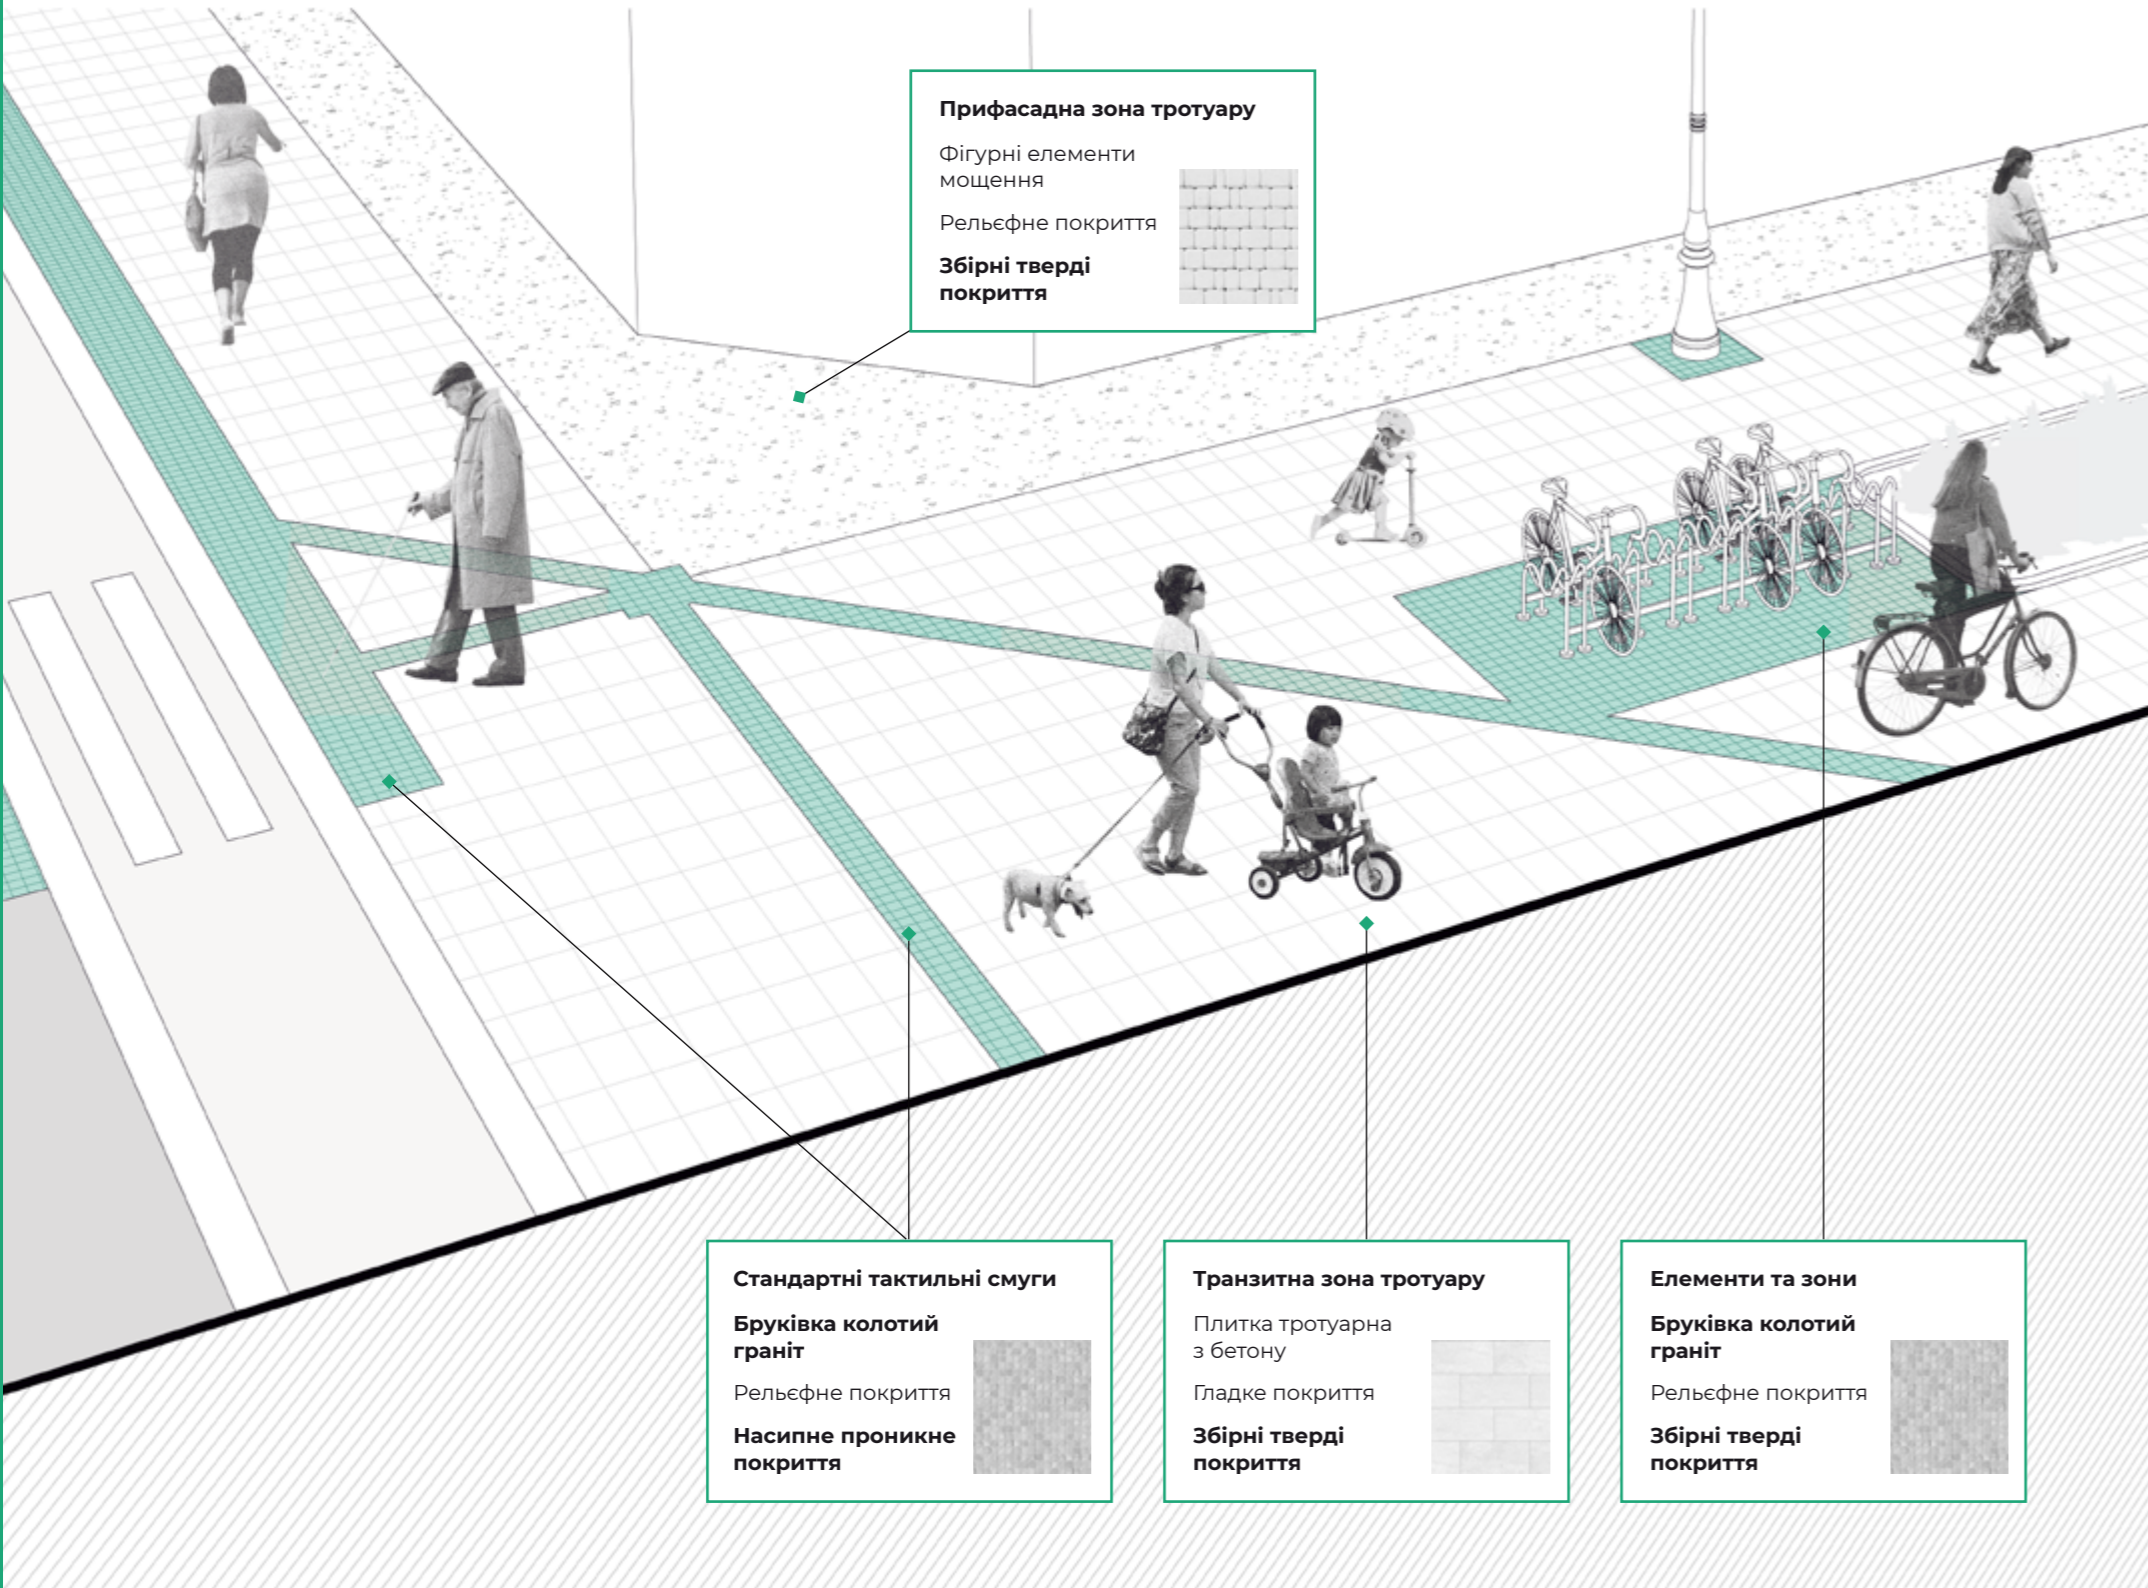 Прифасадна зона тротуару
Фігурні елементи
мощення
Рельєфне покриття
Збірні тверді
покриття
Стандартні тактильні смуги
Бруківка колотий
граніт
Рельєфне покриття
Насипне проникне
покриття
Транзитна зона тротуару
Плитка тротуарна
з бетону
Гладке покриття
Збірні тверді
покриття
Елементи та зони
Бруківка колотий
граніт
Рельєфне покриття
Збірні тверді
покриття